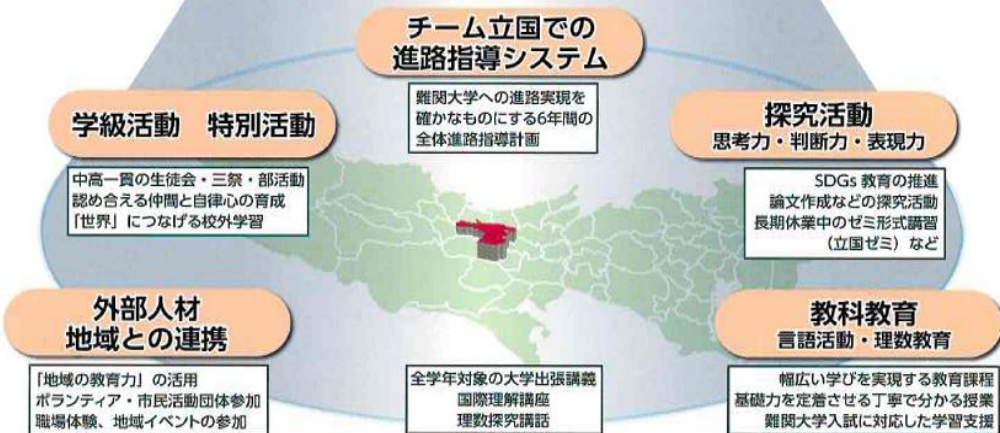 チーム立国での
進路指導システム
難関大学への進路実現を
確かなものにする6年間の
全体進路指導計画
学級活動　特別活動
中高一貫の生徒会・三祭・部活動
認め合える仲間と自律心の育成
「世界」につなげる校外学習
探究活動
思考力・判断力・表現力
SDGs 教育の推進
論文作成などの探究活動
長期休業中のゼミ形式講習
（立国ゼミ）など
外部人材
地域との連携
「地域の教育力」の活用
ボランティア・市民活動団体参加
職場体験、地域イベントの参加
全学年対象の大学出張講義
国際理解講座
理数探究講話
教科教育
言語活動・理数教育
幅広い学びを実現する教育課程
基礎力を定着させる丁寧で分かる授業
難関大学入試に対応した学習支援